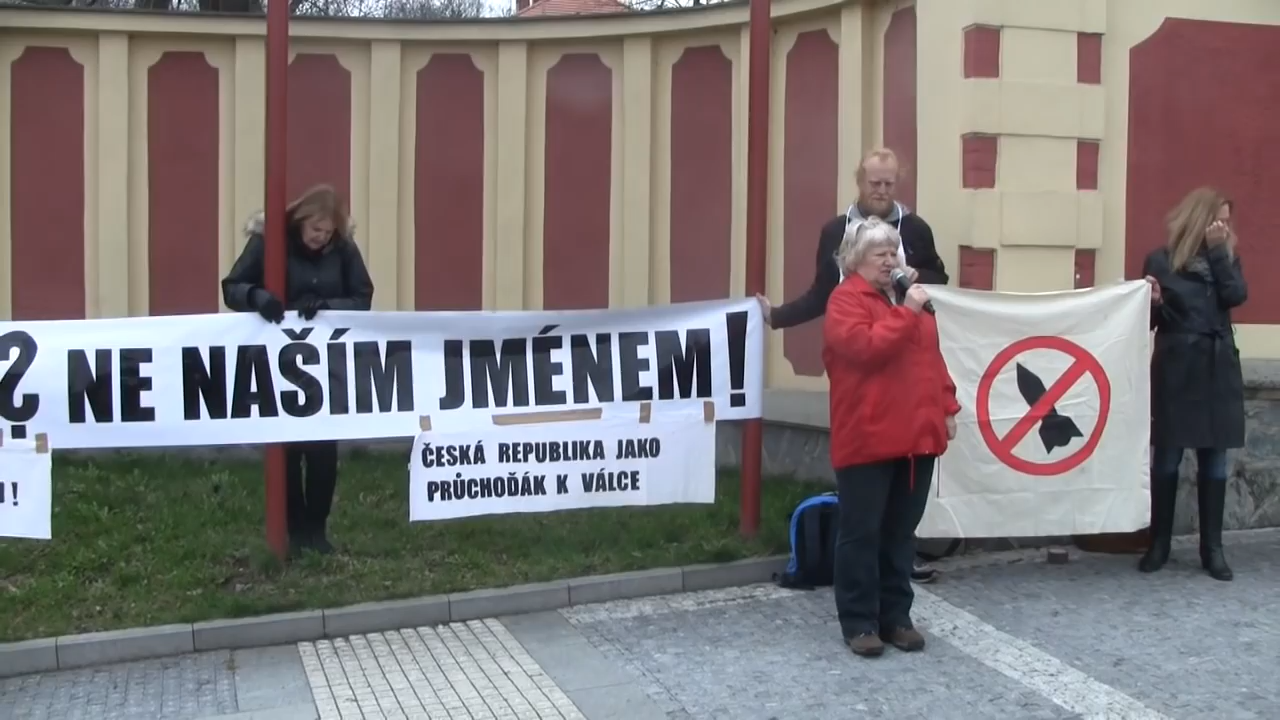 ? NE NAŠÍM JMÉNEM!
ČESKÁ REPUBLIKA JAKO
PRŮCHOĎÁK K VÁLCE
!